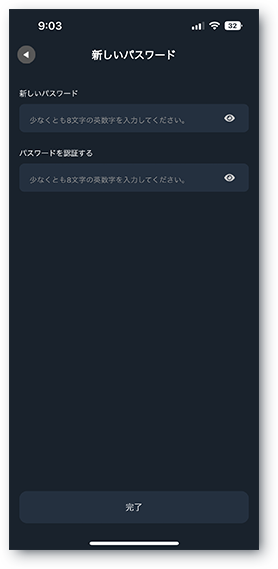 9:03
32
新しいパスワード
新しいパスワード
少なくとも8文字の英数字を入力してください。
パスワードを認証する
少なくとも8文字の英数字を入力してください。
完了